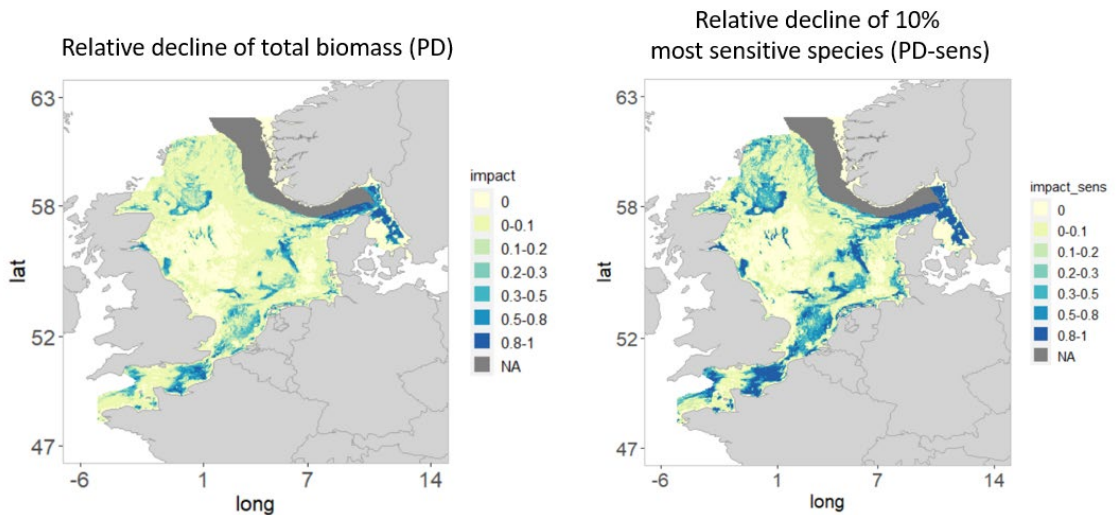 Relative decline of total biomass (PD)
63
58
52
47
lat
-6
1
7
14
long
impact
0
0-0.1
0.1-0.2
0.2-0.3
0.3-0.5
0.5-0.8
0.8-1
NA
Relative decline of 10%
most sensitive species (PD-sens)
63
58
52
47
lat
-6
1
7
14
long
impact_sens
0
0-0.1
0.1-0.2
0.2-0.3
0.3-0.5
0.5-0.8
0.8-1
NA